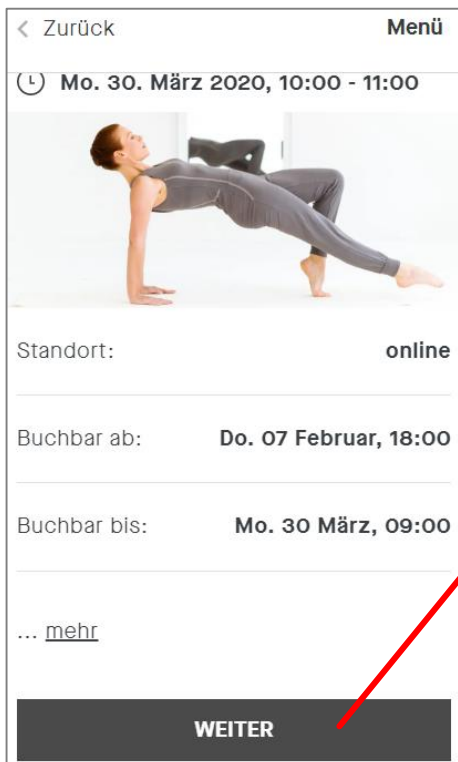 < Zurück Menü
Mo. 30. März 2020, 10:00 - 11:00
Standort: online
Buchbar ab: Do. 07 Februar, 18:00
Buchbar bis: Mo. 30 März, 09:00
... mehr
WEITER